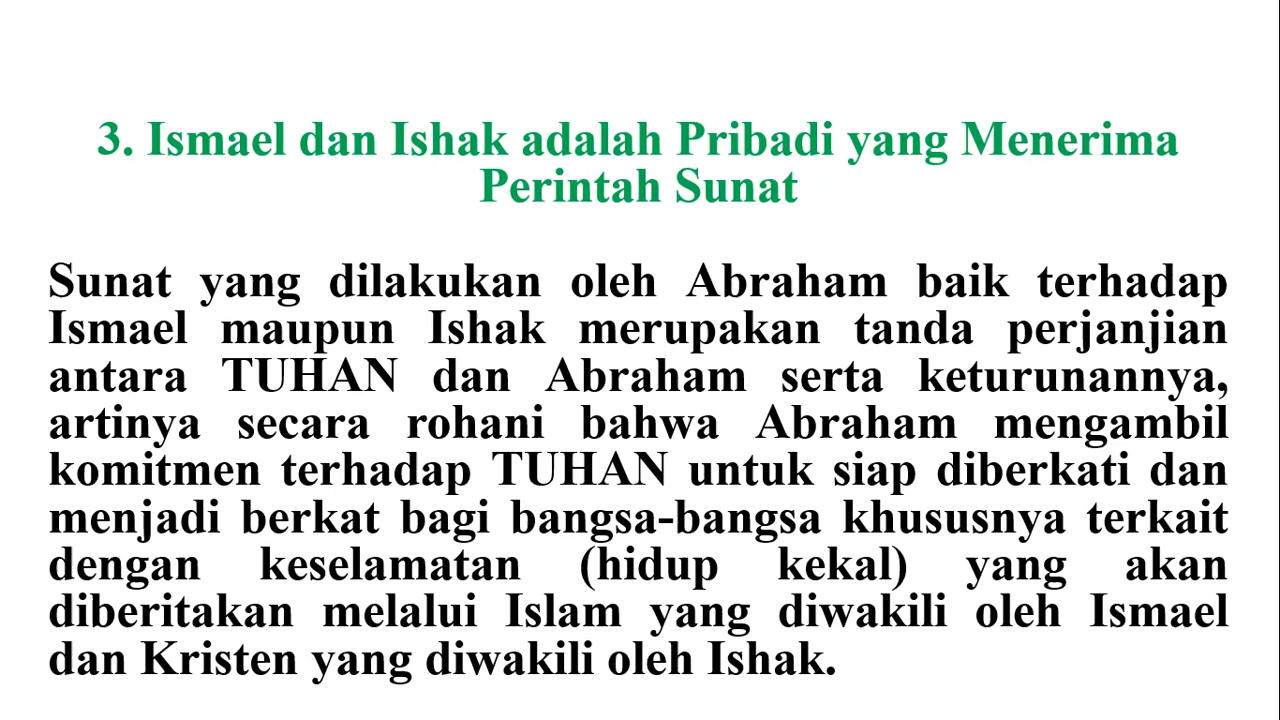 3. Ismael dan Ishak adalah Pribadi yang Menerima
Perintah Sunat
Sunat yang dilakukan oleh Abraham baik terhadap
Ismael maupun Ishak merupakan tanda perjanjian
antara TUHAN dan Abraham serta keturunannya,
artinya secara rohani bahwa Abraham mengambil
komitmen terhadap TUHAN untuk siap diberkati dan
menjadi berkat bagi bangsa-bangsa khususnya terkait
dengan keselamatan (hidup kekal) yang akan
diberitakan melalui Islam yang diwakili oleh Ismael
dan Kristen yang diwakili oleh Ishak.